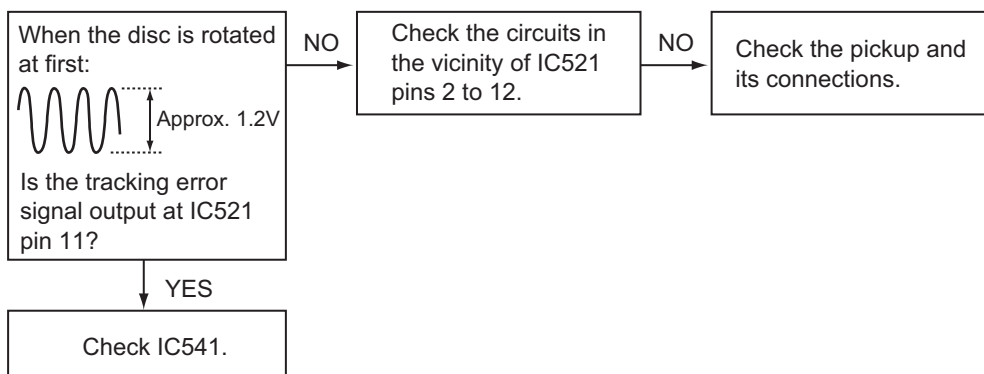 When the disc is rotated
at first:
Approx. 1.2V
Is the tracking error
signal output at IC521
pin 11?
NO
Check the circuits in
the vicinity of IC521
pins 2 to 12.
NO
Check the pickup and
its connections.
YES
Check IC541.